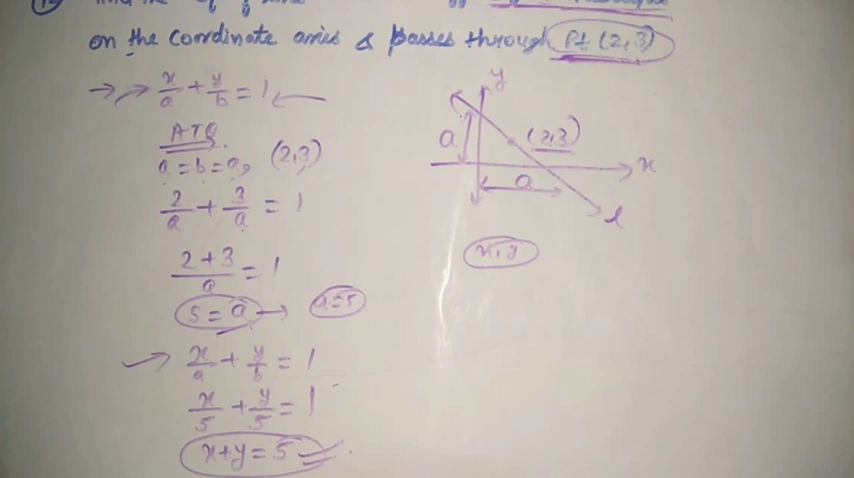 on the coordinate axies & passes through Pt (2,3)
x/a + y/b = 1
ATQ
a = b = a, (2,3)
2/a + 3/a = 1
2+3/a = 1
5 = a → a=5
x/a + y/b = 1
x/5 + y/5 = 1
x+y = 5
y
a
(2,3)
x
a
l
x,y